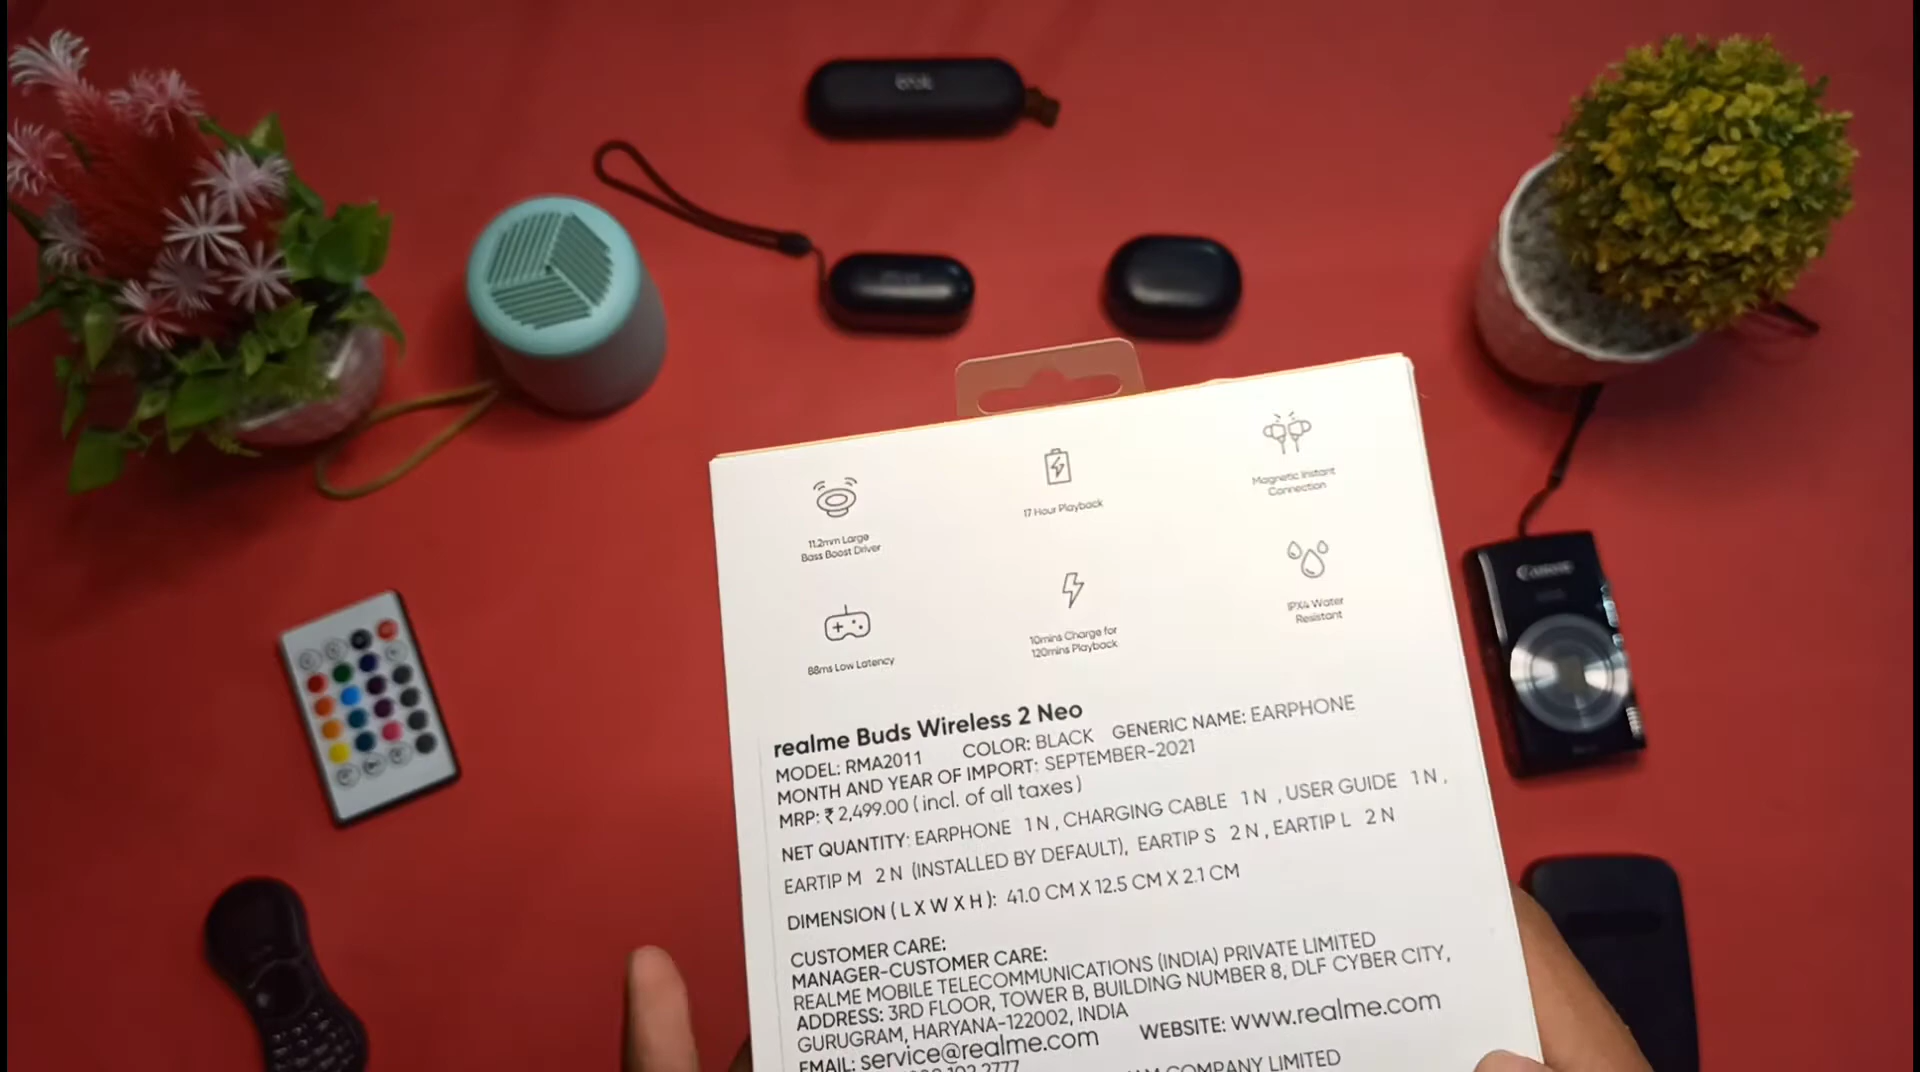 11.2mm Large
Bass Boost Driver
17 Hour Playback
Magnetic Instant
Connection
88ms Low Latency
10mins Charge for
120mins Playback
IPX4 Water
Resistant
realme Buds Wireless 2 Neo
MODEL: RMA2011 COLOR: BLACK GENERIC NAME: EARPHONE
MONTH AND YEAR OF IMPORT: SEPTEMBER-2021
MRP: ₹ 2,499.00 ( incl. of all taxes )
NET QUANTITY: EARPHONE 1 N , CHARGING CABLE 1 N , USER GUIDE 1 N ,
EARTIP M 2 N (INSTALLED BY DEFAULT), EARTIP S 2 N , EARTIP L 2 N
DIMENSION ( L X W X H ): 41.0 CM X 12.5 CM X 2.1 CM
CUSTOMER CARE:
MANAGER-CUSTOMER CARE:
REALME MOBILE TELECOMMUNICATIONS (INDIA) PRIVATE LIMITED
ADDRESS: 3RD FLOOR, TOWER B, BUILDING NUMBER 8, DLF CYBER CITY,
GURUGRAM, HARYANA-122002, INDIA
EMAIL: service@realme.com WEBSITE: www.realme.com
102 2777
COMPANY LIMITED
Canon